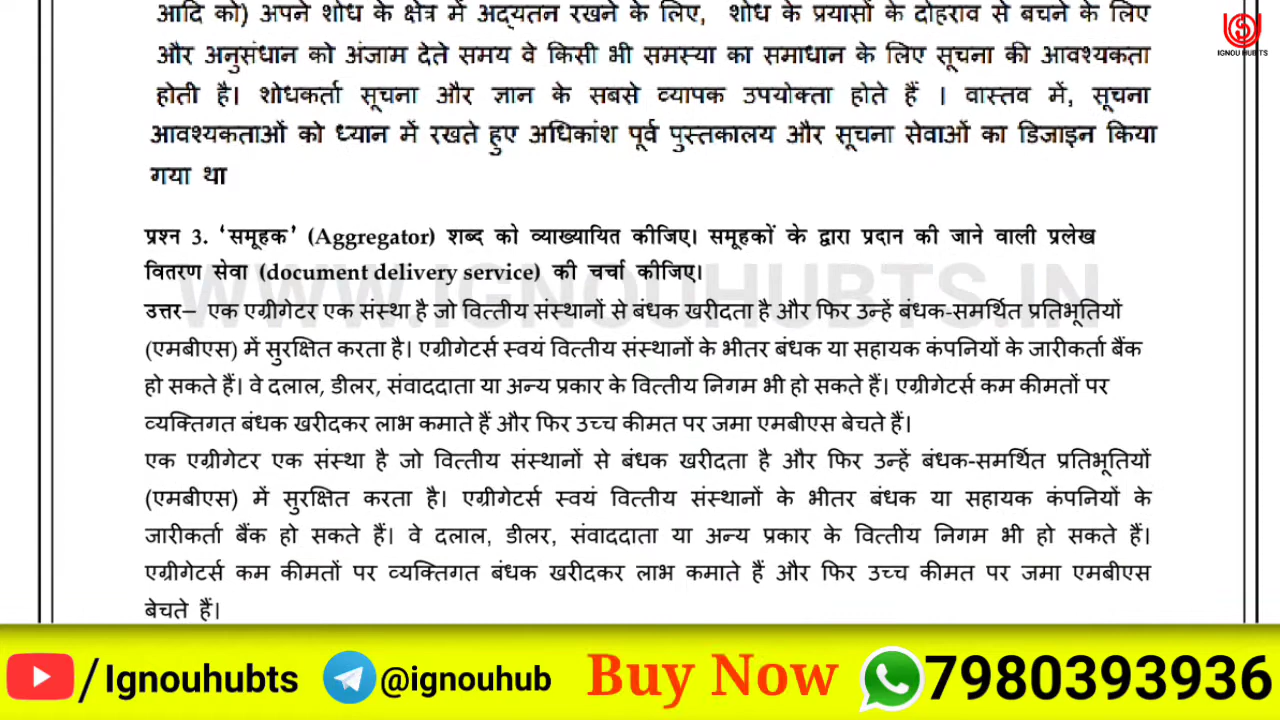 आदि को) अपने शोध के क्षेत्र में अद्यतन रखने के लिए, शोध के प्रयासों के दोहराव से बचने के लिए
और अनुसंधान को अंजाम देते समय वे किसी भी समस्या का समाधान के लिए सूचना की आवश्यकता
होती है। शोधकर्ता सूचना और ज्ञान के सबसे व्यापक उपयोक्ता होते हैं । वास्तव में, सूचना
आवश्यकताओं को ध्यान में रखते हुए अधिकांश पूर्व पुस्तकालय और सूचना सेवाओं का डिजाइन किया
गया था
IGNOU HUBTS
प्रश्न 3. ‘समूहक’ (Aggregator) शब्द को व्याख्यायित कीजिए। समूहकों के द्वारा प्रदान की जाने वाली प्रलेख
वितरण सेवा (document delivery service) की चर्चा कीजिए।
WWW.IGNOUHUBTS.IN
उत्तर– एक एग्रीगेटर एक संस्था है जो वित्तीय संस्थानों से बंधक खरीदता है और फिर उन्हें बंधक-समर्थित प्रतिभूतियों
(एमबीएस) में सुरक्षित करता है। एग्रीगेटर्स स्वयं वित्तीय संस्थानों के भीतर बंधक या सहायक कंपनियों के जारीकर्ता बैंक
हो सकते हैं। वे दलाल, डीलर, संवाददाता या अन्य प्रकार के वित्तीय निगम भी हो सकते हैं। एग्रीगेटर्स कम कीमतों पर
व्यक्तिगत बंधक खरीदकर लाभ कमाते हैं और फिर उच्च कीमत पर जमा एमबीएस बेचते हैं।
एक एग्रीगेटर एक संस्था है जो वित्तीय संस्थानों से बंधक खरीदता है और फिर उन्हें बंधक-समर्थित प्रतिभूतियों
(एमबीएस) में सुरक्षित करता है। एग्रीगेटर्स स्वयं वित्तीय संस्थानों के भीतर बंधक या सहायक कंपनियों के
जारीकर्ता बैंक हो सकते हैं। वे दलाल, डीलर, संवाददाता या अन्य प्रकार के वित्तीय निगम भी हो सकते हैं।
एग्रीगेटर्स कम कीमतों पर व्यक्तिगत बंधक खरीदकर लाभ कमाते हैं और फिर उच्च कीमत पर जमा एमबीएस
बेचते हैं।
/Ignouhubts @ignouhub Buy Now 7980393936